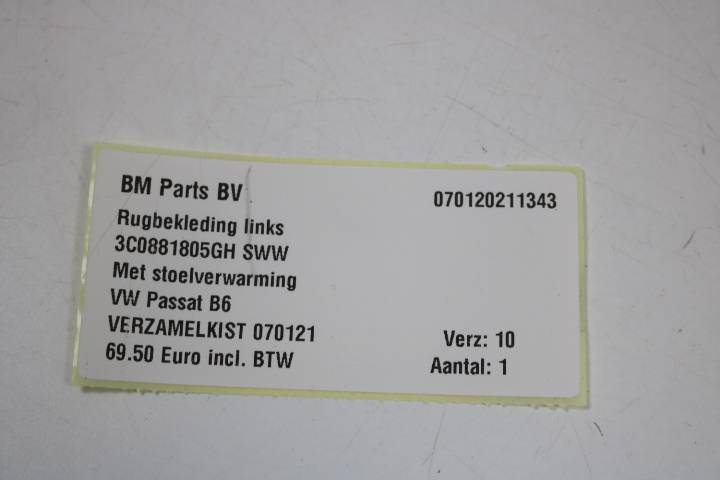 BM Parts BV 070120211343
Rugbekleding links
3C0881805GH SWW
Met stoelverwarming
VW Passat B6
VERZAMELKIST 070121 Verz: 10
69.50 Euro incl. BTW Aantal: 1